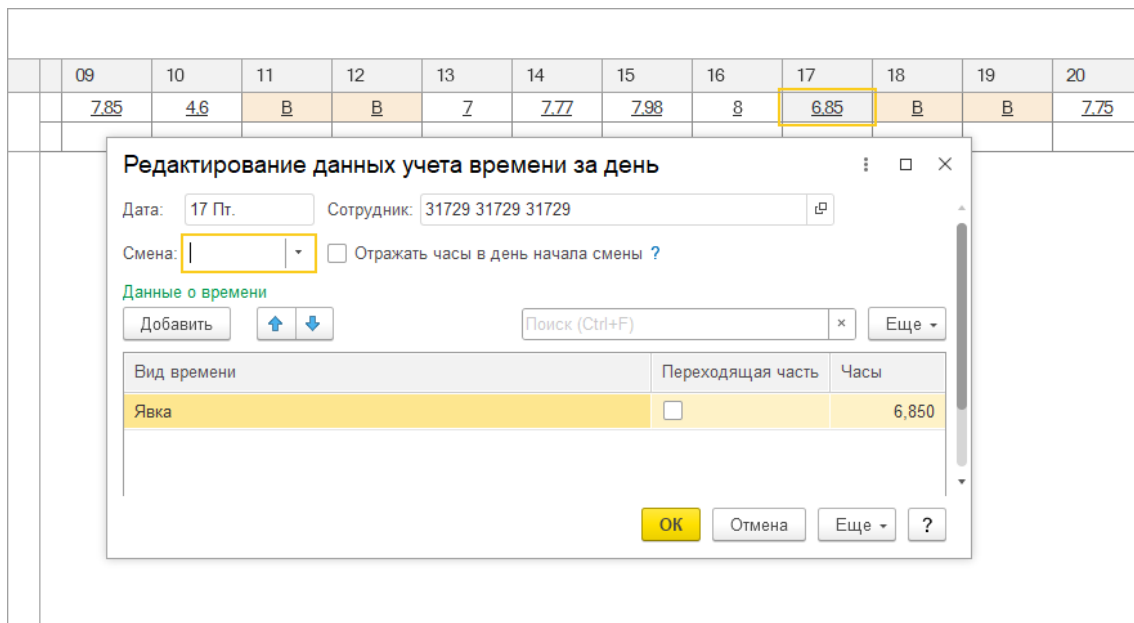 09 10 11 12 13 14 15 16 17 18 19 20
7,85 4,6 В В 7 7,77 7,98 8 6,85 В В 7,75
Редактирование данных учета времени за день
Дата: 17 Пт. Сотрудник: 31729 31729 31729
Смена: Отражать часы в день начала смены ?
Данные о времени
Добавить Поиск (Ctrl+F) × Еще
Вид времени Переходящая часть Часы
Явка 6,850
ОК Отмена Еще ?